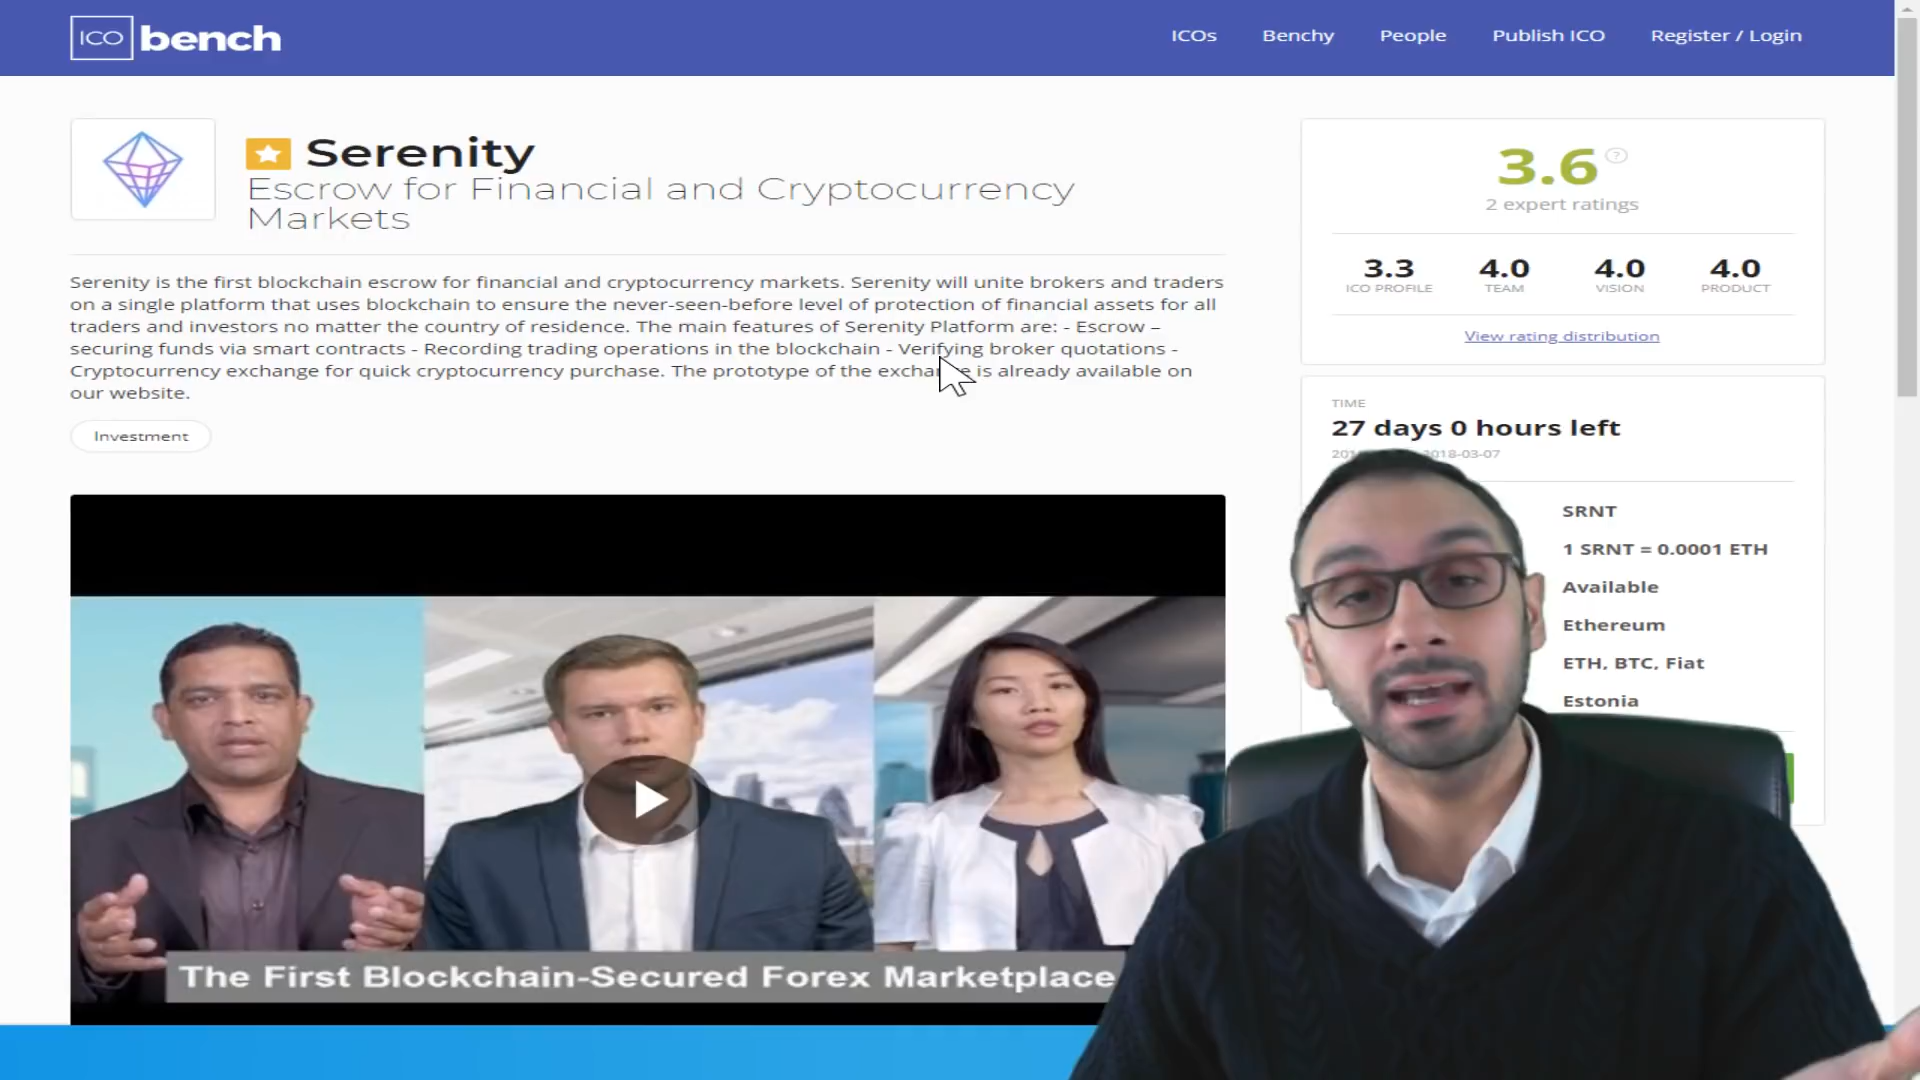 ICO bench
ICOs
Benchy
People
Publish ICO
Register / Login
Serenity
Escrow for Financial and Cryptocurrency
Markets
Serenity is the first blockchain escrow for financial and cryptocurrency markets. Serenity will unite brokers and traders
on a single platform that uses blockchain to ensure the never-seen-before level of protection of financial assets for all
traders and investors no matter the country of residence. The main features of Serenity Platform are: - Escrow –
securing funds via smart contracts - Recording trading operations in the blockchain - Verifying broker quotations -
Cryptocurrency exchange for quick cryptocurrency purchase. The prototype of the exchange is already available on
our website.
Investment
The First Blockchain-Secured Forex Marketplace
3.6 ?
2 expert ratings
3.3 4.0 4.0 4.0
ICO PROFILE TEAM VISION PRODUCT
View rating distribution
TIME
27 days 0 hours left
2018-03-07
SRNT
1 SRNT = 0.0001 ETH
Available
Ethereum
ETH, BTC, Fiat
Estonia